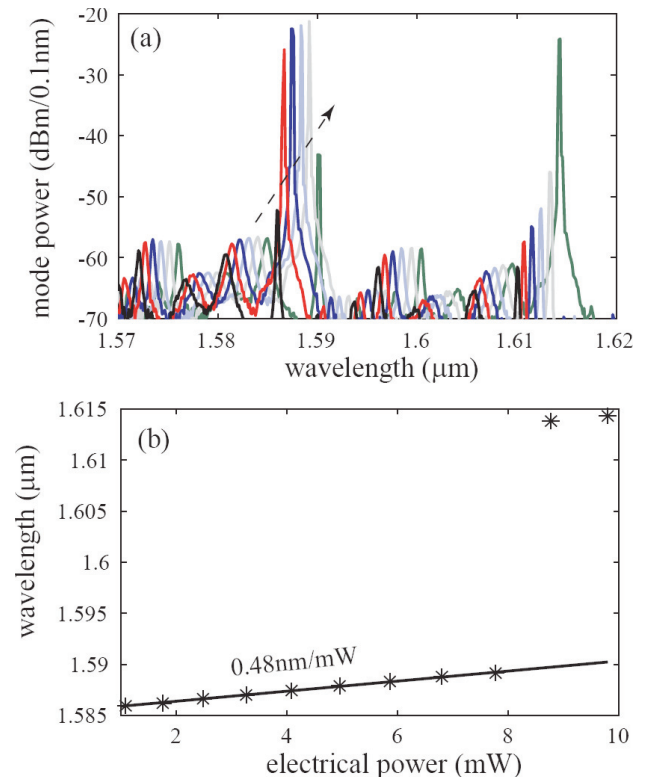 (a)
-20
-30
-40
-50
-60
-70
mode power (dBm/0.1nm)
1.57 1.58 1.59 1.6 1.61 1.62
wavelength (μm)
(b)
1.615
1.61
1.605
1.6
1.595
1.59
1.585
wavelength (μm)
0.48nm/mW
2 4 6 8 10
electrical power (mW)